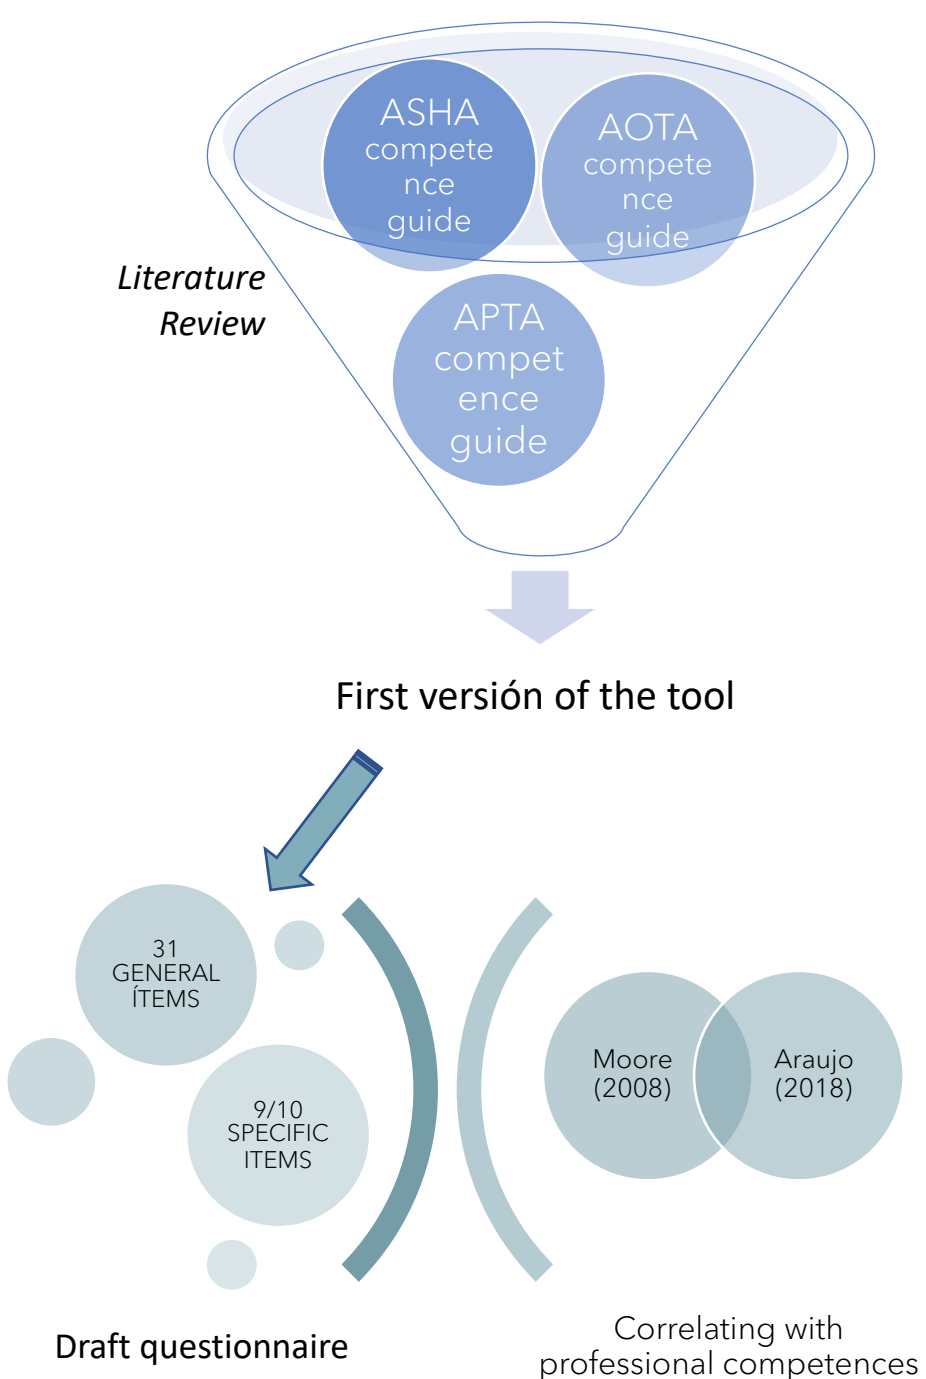 ASHA
compete
nce
guide
AOTA
compete
nce
guide
Literature
Review
APTA
compet
ence
guide
First versión of the tool
31
GENERAL
ÍTEMS
9/10
SPECIFIC
ITEMS
Moore
(2008)
Araujo
(2018)
Draft questionnaire
Correlating with
professional competences